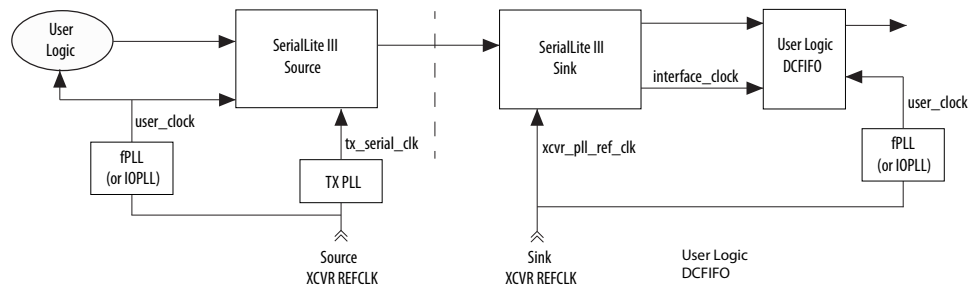 User
Logic
SerialLite III
Source
SerialLite III
Sink
User Logic
DCFIFO
interface_clock
user_clock
user_clock
tx_serial_clk
xcvr_pll_ref_clk
fPLL
(or IOPLL)
TX PLL
fPLL
(or IOPLL)
Source
XCVR REFCLK
Sink
XCVR REFCLK
User Logic
DCFIFO